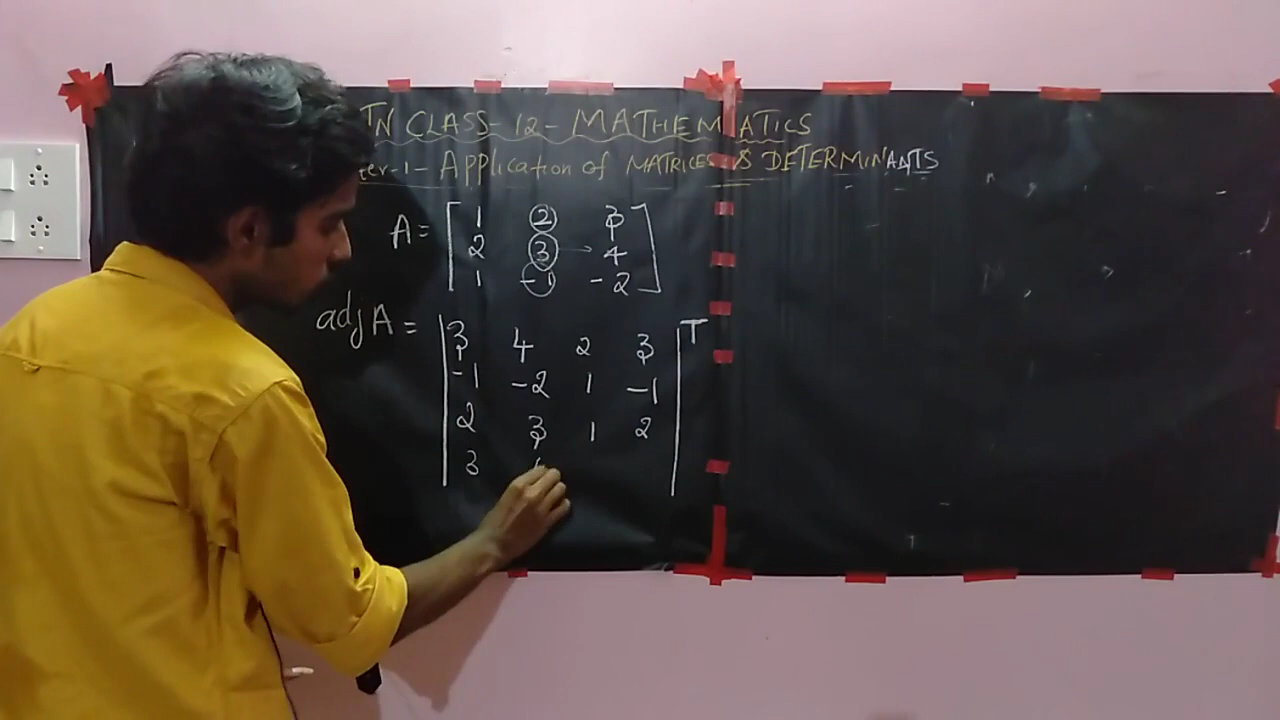 TN CLASS-12-MATHEMATICS
ter-1-Application of MATRICES & DETERMINANTS
A = [ 1 2 3
2 3 → 4
1 -1 -2 ]
adj A = | 3 4 2 3 | T
-1 -2 1 -1
2 3 1 2
3